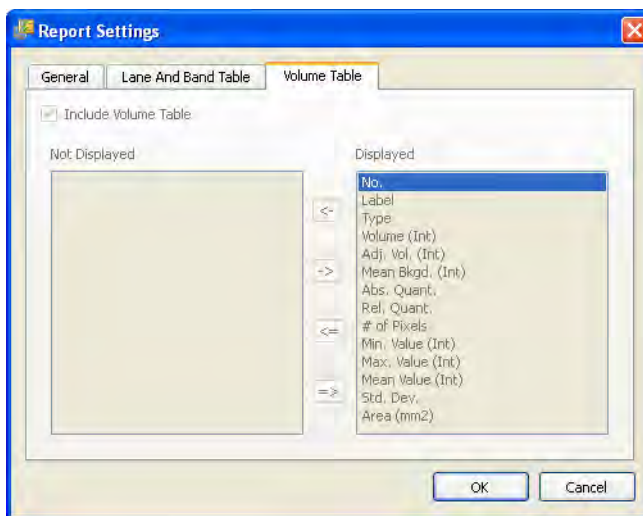 Report Settings
General Lane And Band Table Volume Table
Include Volume Table
Not Displayed Displayed
No.
Label
Type
Volume (Int)
Adj. Vol. (Int)
Mean Bkgd. (Int)
Abs. Quant.
Rel. Quant.
# of Pixels
Min. Value (Int)
Max. Value (Int)
Mean Value (Int)
Std. Dev.
Area (mm2)
<-
->
<=
=>
OK Cancel